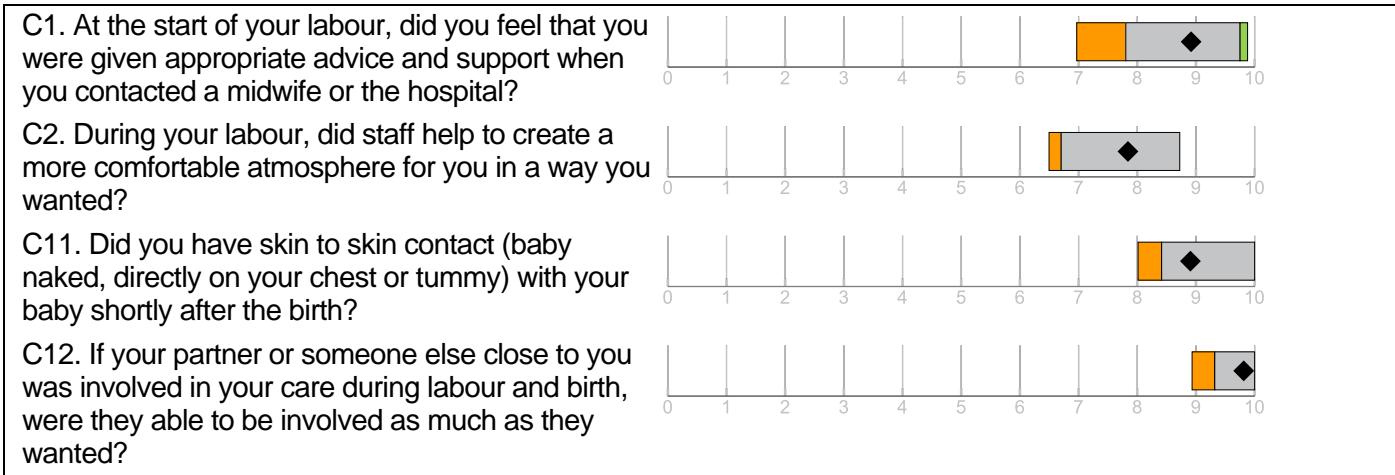 C1. At the start of your labour, did you feel that you
were given appropriate advice and support when
you contacted a midwife or the hospital?
0 1 2 3 4 5 6 7 8 9 10
C2. During your labour, did staff help to create a
more comfortable atmosphere for you in a way you
wanted?
0 1 2 3 4 5 6 7 8 9 10
C11. Did you have skin to skin contact (baby
naked, directly on your chest or tummy) with your
baby shortly after the birth?
0 1 2 3 4 5 6 7 8 9 10
C12. If your partner or someone else close to you
was involved in your care during labour and birth,
were they able to be involved as much as they
wanted?
0 1 2 3 4 5 6 7 8 9 10